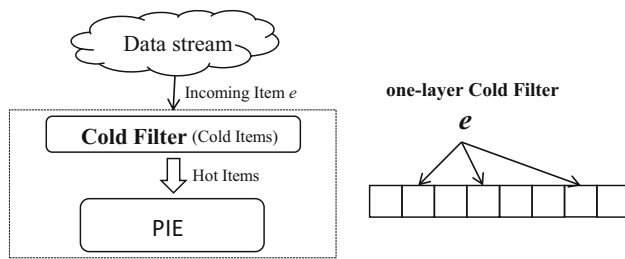 Data stream
Incoming Item e
Cold Filter (Cold Items)
Hot Items
PIE
one-layer Cold Filter
e